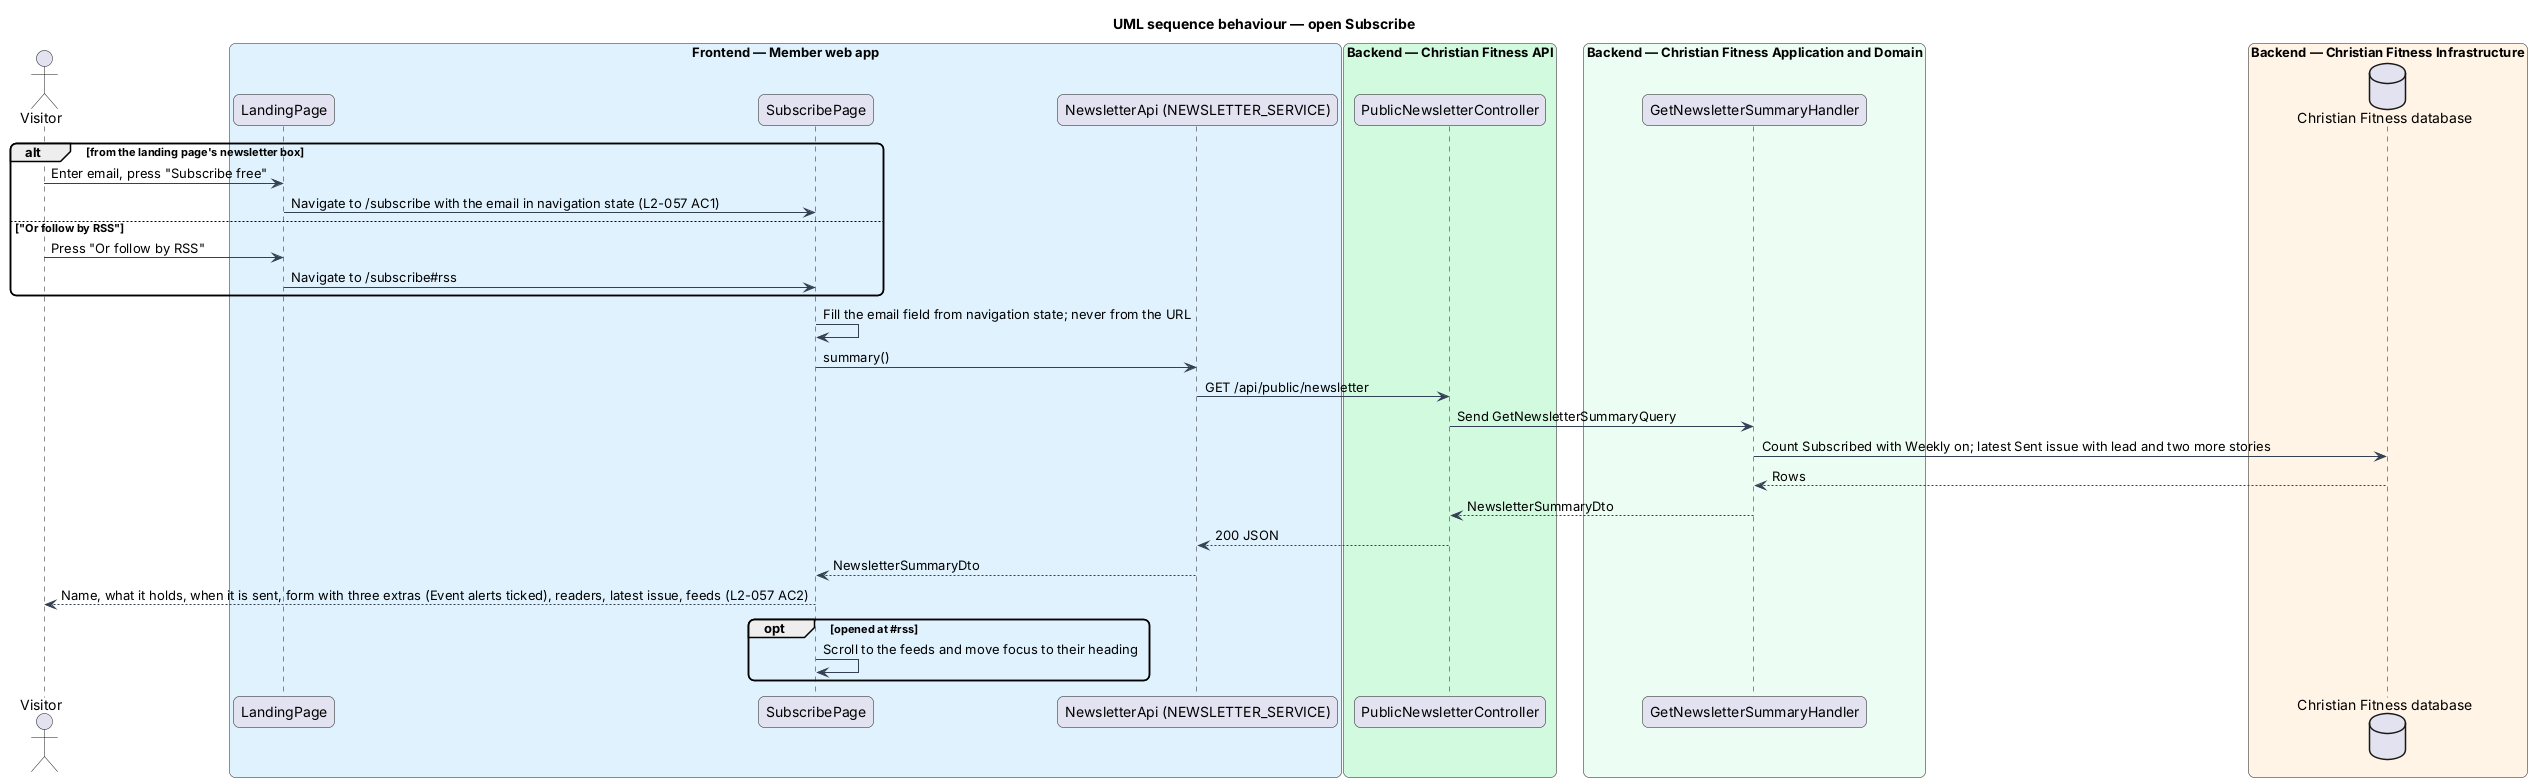 UML sequence behaviour — open Subscribe
Frontend — Member web app
Backend — Christian Fitness API
Backend — Christian Fitness Application and Domain
Backend — Christian Fitness Infrastructure
Visitor
LandingPage
SubscribePage
NewsletterApi (NEWSLETTER_SERVICE)
PublicNewsletterController
GetNewsletterSummaryHandler
Christian Fitness database
alt
[from the landing page's newsletter box]
Enter email, press "Subscribe free"
Navigate to /subscribe with the email in navigation state (L2-057 AC1)
["Or follow by RSS"]
Press "Or follow by RSS"
Navigate to /subscribe#rss
Fill the email field from navigation state; never from the URL
summary()
GET /api/public/newsletter
Send GetNewsletterSummaryQuery
Count Subscribed with Weekly on; latest Sent issue with lead and two more stories
Rows
NewsletterSummaryDto
200 JSON
NewsletterSummaryDto
Name, what it holds, when it is sent, form with three extras (Event alerts ticked), readers, latest issue, feeds (L2-057 AC2)
opt
[opened at #rss]
Scroll to the feeds and move focus to their heading
Visitor
LandingPage
SubscribePage
NewsletterApi (NEWSLETTER_SERVICE)
PublicNewsletterController
GetNewsletterSummaryHandler
Christian Fitness database